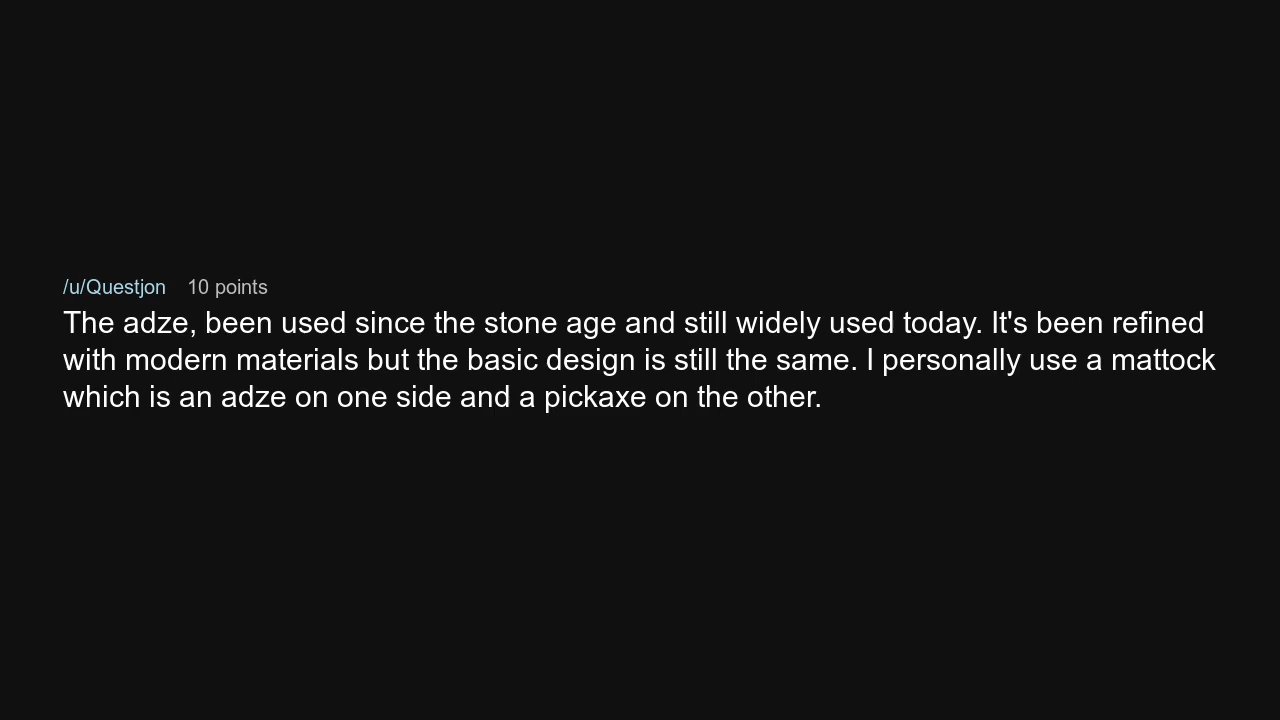 /u/Questjon 10 points
The adze, been used since the stone age and still widely used today. It's been refined
with modern materials but the basic design is still the same. I personally use a mattock
which is an adze on one side and a pickaxe on the other.